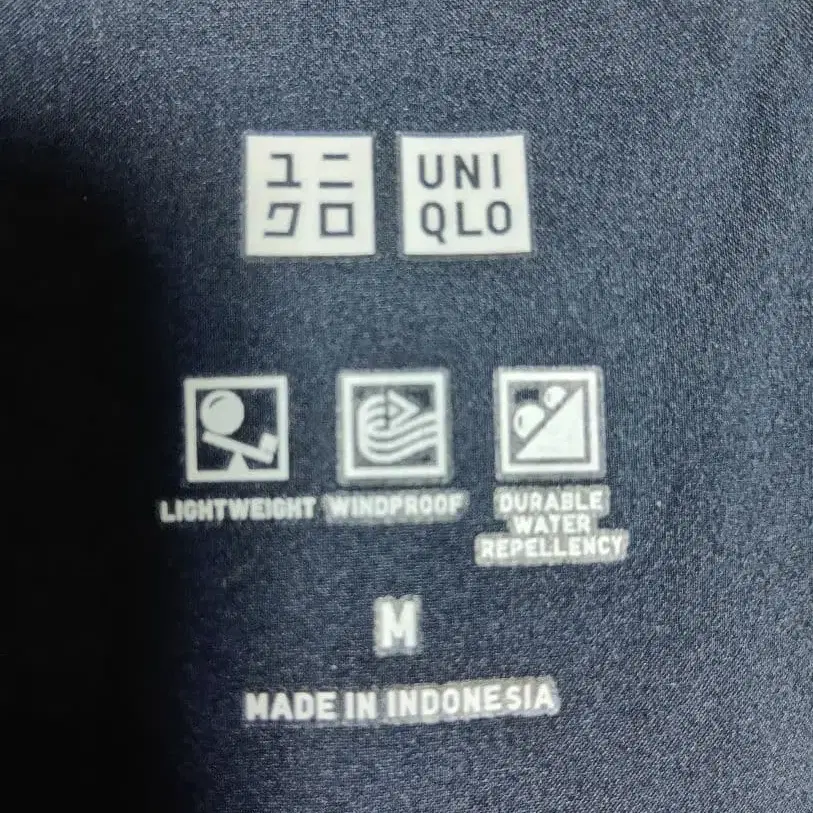 ユニ
クロ
UNI
QLO
LIGHTWEIGHT
WINDPROOF
DURABLE
WATER
REPELLENCY
M
MADE IN INDONESIA